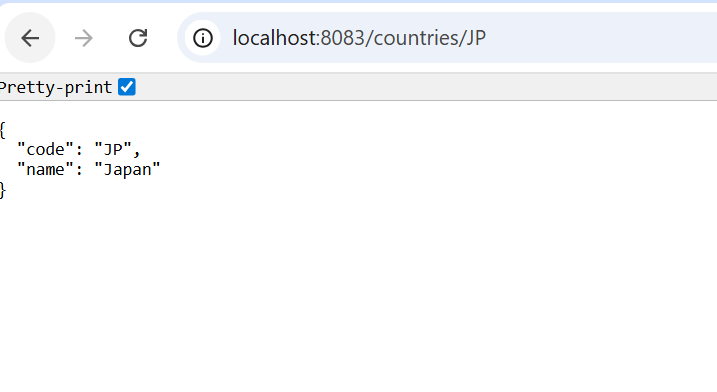 localhost:8083/countries/JP
Pretty-print
{
  "code": "JP",
  "name": "Japan"
}